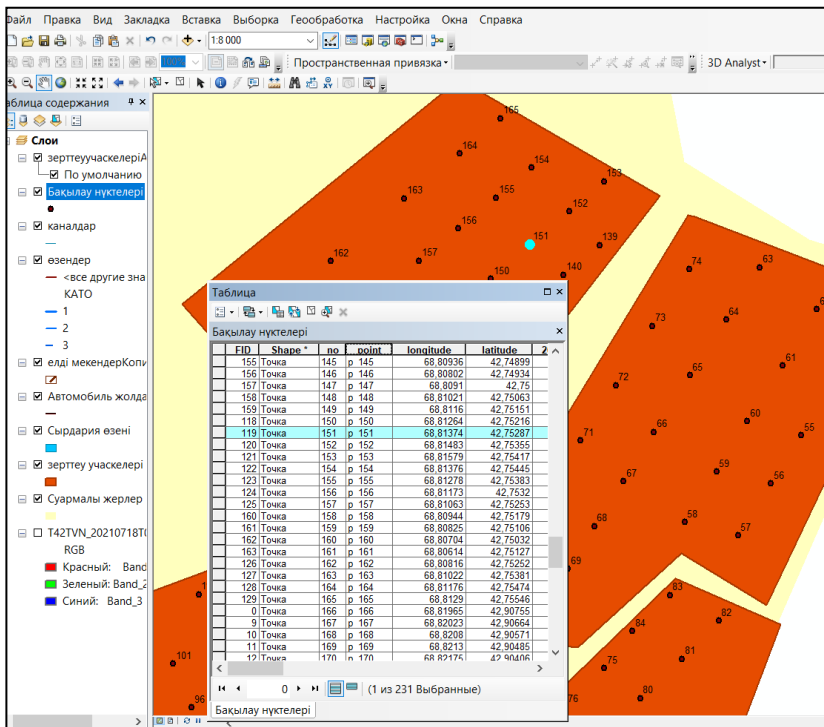 Файл Правка Вид Закладка Вставка Выборка Геообработка Настройка Окна Справка
1:8 000
100% Пространственная привязка 3D Analyst
Таблица содержания
Слои
зерттеуучаскелеріА
По умолчанию
Бақылау нүктелері
каналдар
өзендер
<все другие зна
КАТО
1
2
3
елді мекендерКопи
Автомобиль жолда
Сырдария өзені
зерттеу учаскелері
Суармалы жерлер
T42TVN_20210718T0
RGB
Красный: Band
Зеленый: Band_2
Синий: Band_3
165
164
154
153
163
155
152
156
151
139
162
157
150
140
74
63
73
64
61
65
72
60
71
66
55
59
67
56
58
68
57
69
83
82
84
81
75
80
76
101
96
Таблица
Бақылау нүктелері
FID Shape * no point longitude latitude 2
155 Точка 145 p 145 68,80936 42,74899
156 Точка 146 p 146 68,80802 42,74934
157 Точка 147 p 147 68,8091 42,75
158 Точка 148 p 148 68,81021 42,75063
159 Точка 149 p 149 68,8116 42,75151
118 Точка 150 p 150 68,81264 42,75216
119 Точка 151 p 151 68,81374 42,75287
120 Точка 152 p 152 68,81483 42,75355
121 Точка 153 p 153 68,81579 42,75417
122 Точка 154 p 154 68,81376 42,75445
123 Точка 155 p 155 68,81278 42,75383
124 Точка 156 p 156 68,81173 42,7532
125 Точка 157 p 157 68,81063 42,75253
160 Точка 158 p 158 68,80944 42,75179
161 Точка 159 p 159 68,80825 42,75106
162 Точка 160 p 160 68,80704 42,75032
163 Точка 161 p 161 68,80614 42,75127
126 Точка 162 p 162 68,80816 42,75252
127 Точка 163 p 163 68,81022 42,75381
128 Точка 164 p 164 68,81176 42,75474
129 Точка 165 p 165 68,8129 42,75546
0 Точка 166 p 166 68,81965 42,90755
9 Точка 167 p 167 68,82023 42,90664
10 Точка 168 p 168 68,8208 42,90571
11 Точка 169 p 169 68,8213 42,90485
12 Точка 170 p 170 68,82175 42,90406
0 (1 из 231 Выбранные)
Бақылау нүктелері